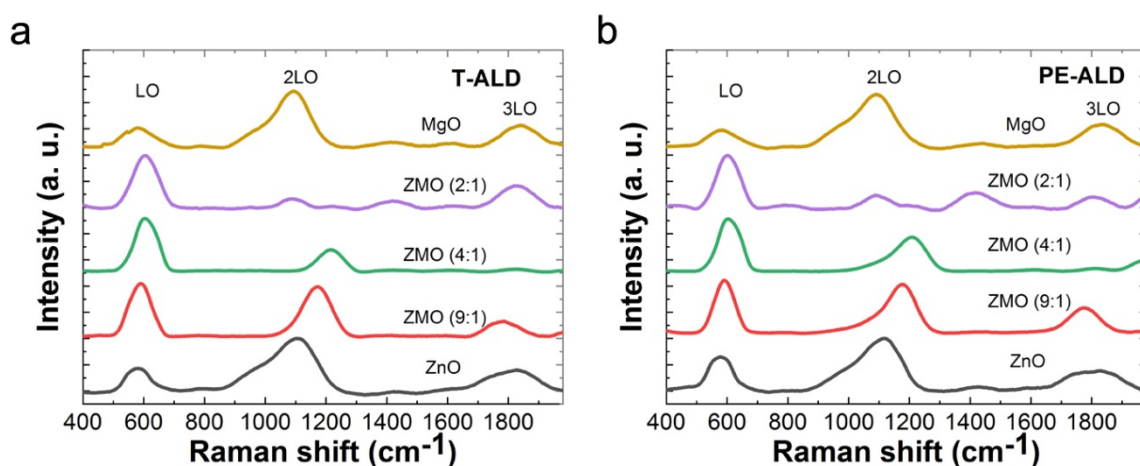 a
T-ALD
LO
2LO
3LO
MgO
ZMO (2:1)
ZMO (4:1)
ZMO (9:1)
ZnO
Intensity (a. u.)
400 600 800 1000 1200 1400 1600 1800
Raman shift (cm-1)
b
PE-ALD
LO
2LO
3LO
MgO
ZMO (2:1)
ZMO (4:1)
ZMO (9:1)
ZnO
Intensity (a. u.)
400 600 800 1000 1200 1400 1600 1800
Raman shift (cm-1)